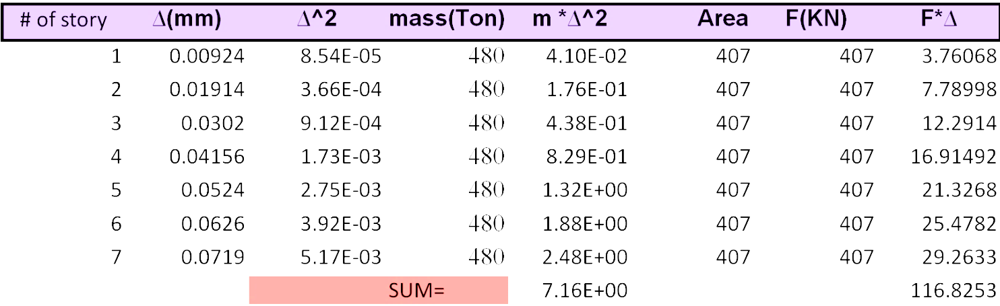 # of story Δ(mm) Δ^2 mass(Ton) m *Δ^2 Area F(KN) F*Δ
1 0.00924 8.54E-05 480 4.10E-02 407 407 3.76068
2 0.01914 3.66E-04 480 1.76E-01 407 407 7.78998
3 0.0302 9.12E-04 480 4.38E-01 407 407 12.2914
4 0.04156 1.73E-03 480 8.29E-01 407 407 16.91492
5 0.0524 2.75E-03 480 1.32E+00 407 407 21.3268
6 0.0626 3.92E-03 480 1.88E+00 407 407 25.4782
7 0.0719 5.17E-03 480 2.48E+00 407 407 29.2633
SUM= 7.16E+00 116.8253